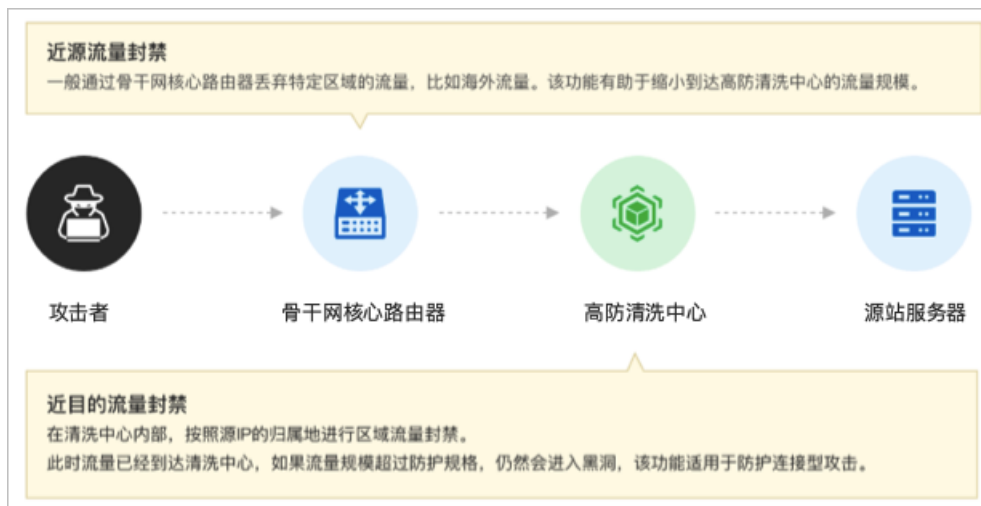 近源流量封禁
一般通过骨干网核心路由器丢弃特定区域的流量，比如海外流量。该功能有助于缩小到达高防清洗中心的流量规模。
攻击者
骨干网核心路由器
高防清洗中心
源站服务器
近目的流量封禁
在清洗中心内部，按照源IP的归属地进行区域流量封禁。
此时流量已经到达清洗中心，如果流量规模超过防护规格，仍然会进入黑洞，该功能适用于防护连接型攻击。